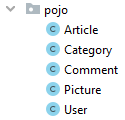 pojo
C Article
C Category
C Comment
C Picture
C User